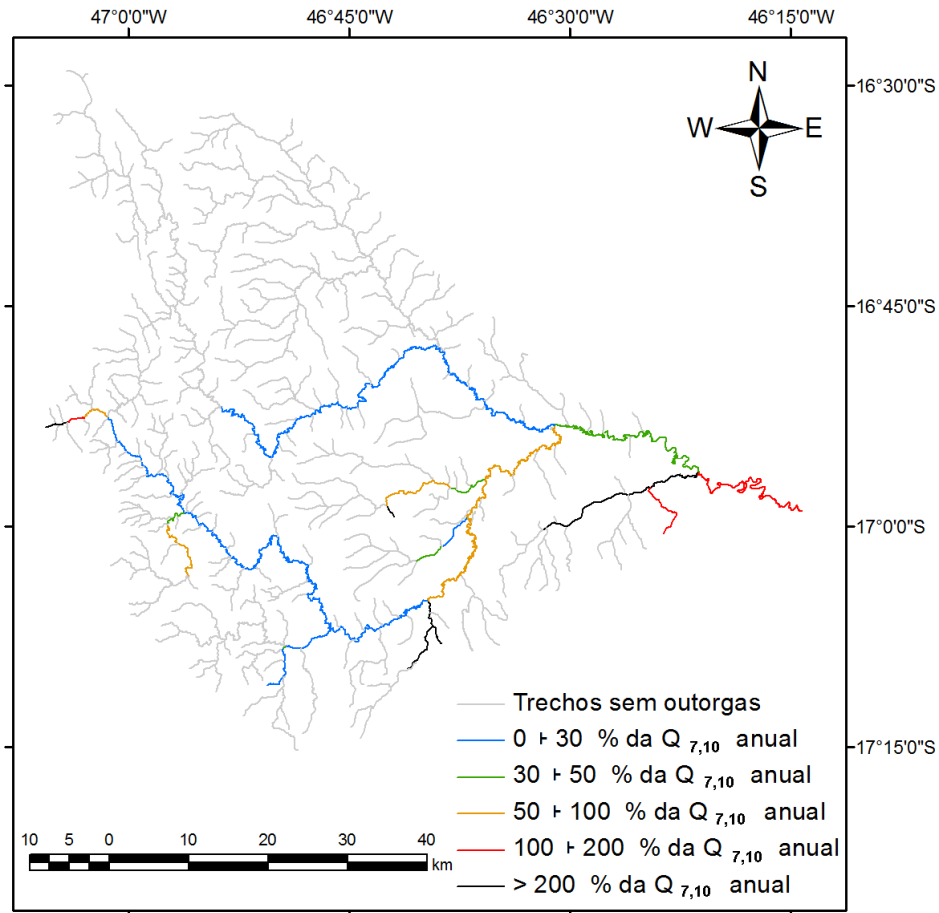 47°0'0"W 46°45'0"W 46°30'0"W 46°15'0"W
N
W E
S
16°30'0"S
16°45'0"S
17°0'0"S
17°15'0"S
Trechos sem outorgas
0 ⊦ 30 % da Q 7,10 anual
30 ⊦ 50 % da Q 7,10 anual
50 ⊦ 100 % da Q 7,10 anual
100 ⊦ 200 % da Q 7,10 anual
> 200 % da Q 7,10 anual
10 5 0 10 20 30 40
km